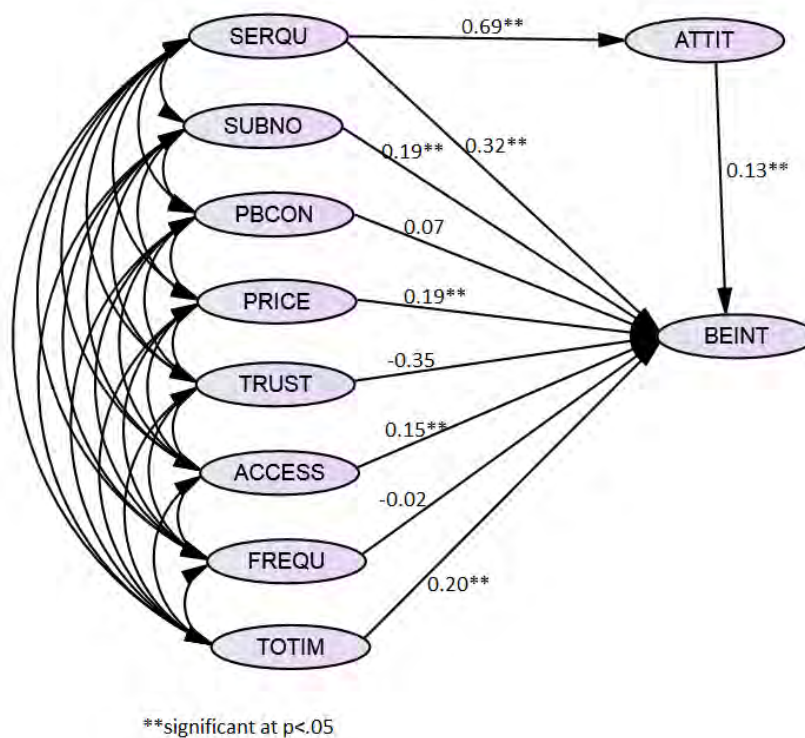 SERQU
0.69**
ATTIT
SUBNO
0.19**
0.32**
PBCON
0.07
0.13**
PRICE
0.19**
BEINT
TRUST
-0.35
ACCESS
0.15**
FREQU
-0.02
TOTIM
0.20**
**significant at p<.05